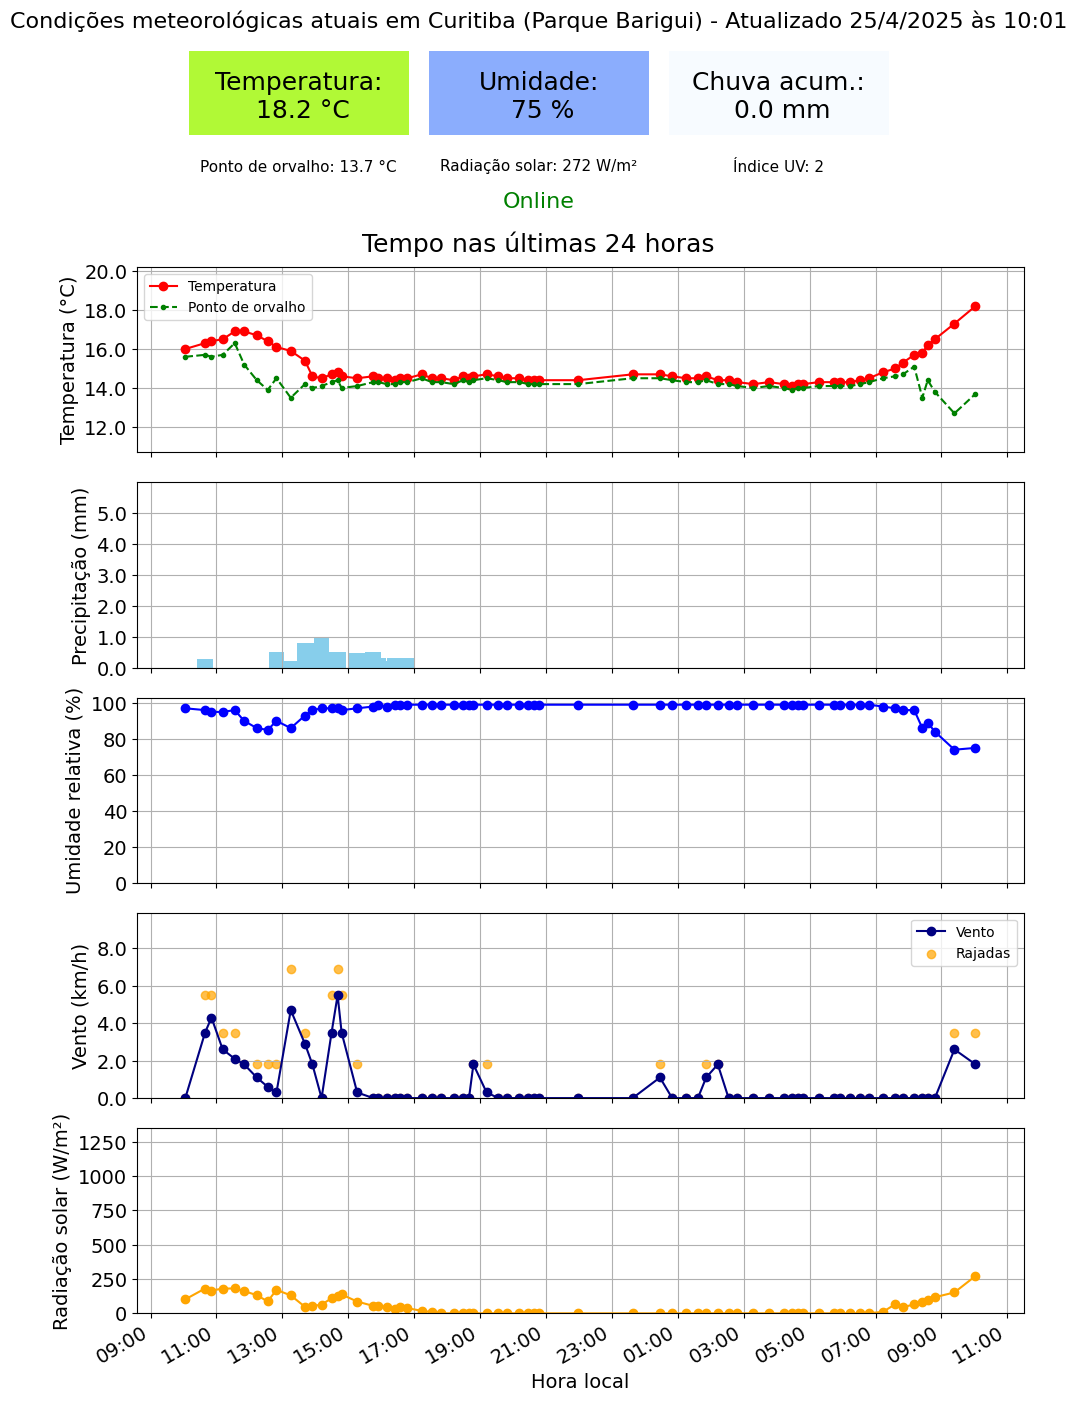 Condições meteorológicas atuais em Curitiba (Parque Barigui) - Atualizado 25/4/2025 às 10:01
Temperatura:
18.2 °C
Umidade:
75 %
Chuva acum.:
0.0 mm
Ponto de orvalho: 13.7 °C
Radiação solar: 272 W/m²
Índice UV: 2
Online
Tempo nas últimas 24 horas
Temperatura (°C)
20.0
18.0
16.0
14.0
12.0
Temperatura
Ponto de orvalho
Precipitação (mm)
5.0
4.0
3.0
2.0
1.0
0.0
Umidade relativa (%)
100
80
60
40
20
0
Vento (km/h)
8.0
6.0
4.0
2.0
0.0
Vento
Rajadas
Radiação solar (W/m²)
1250
1000
750
500
250
0
09:00
11:00
13:00
15:00
17:00
19:00
21:00
23:00
01:00
03:00
05:00
07:00
09:00
11:00
Hora local